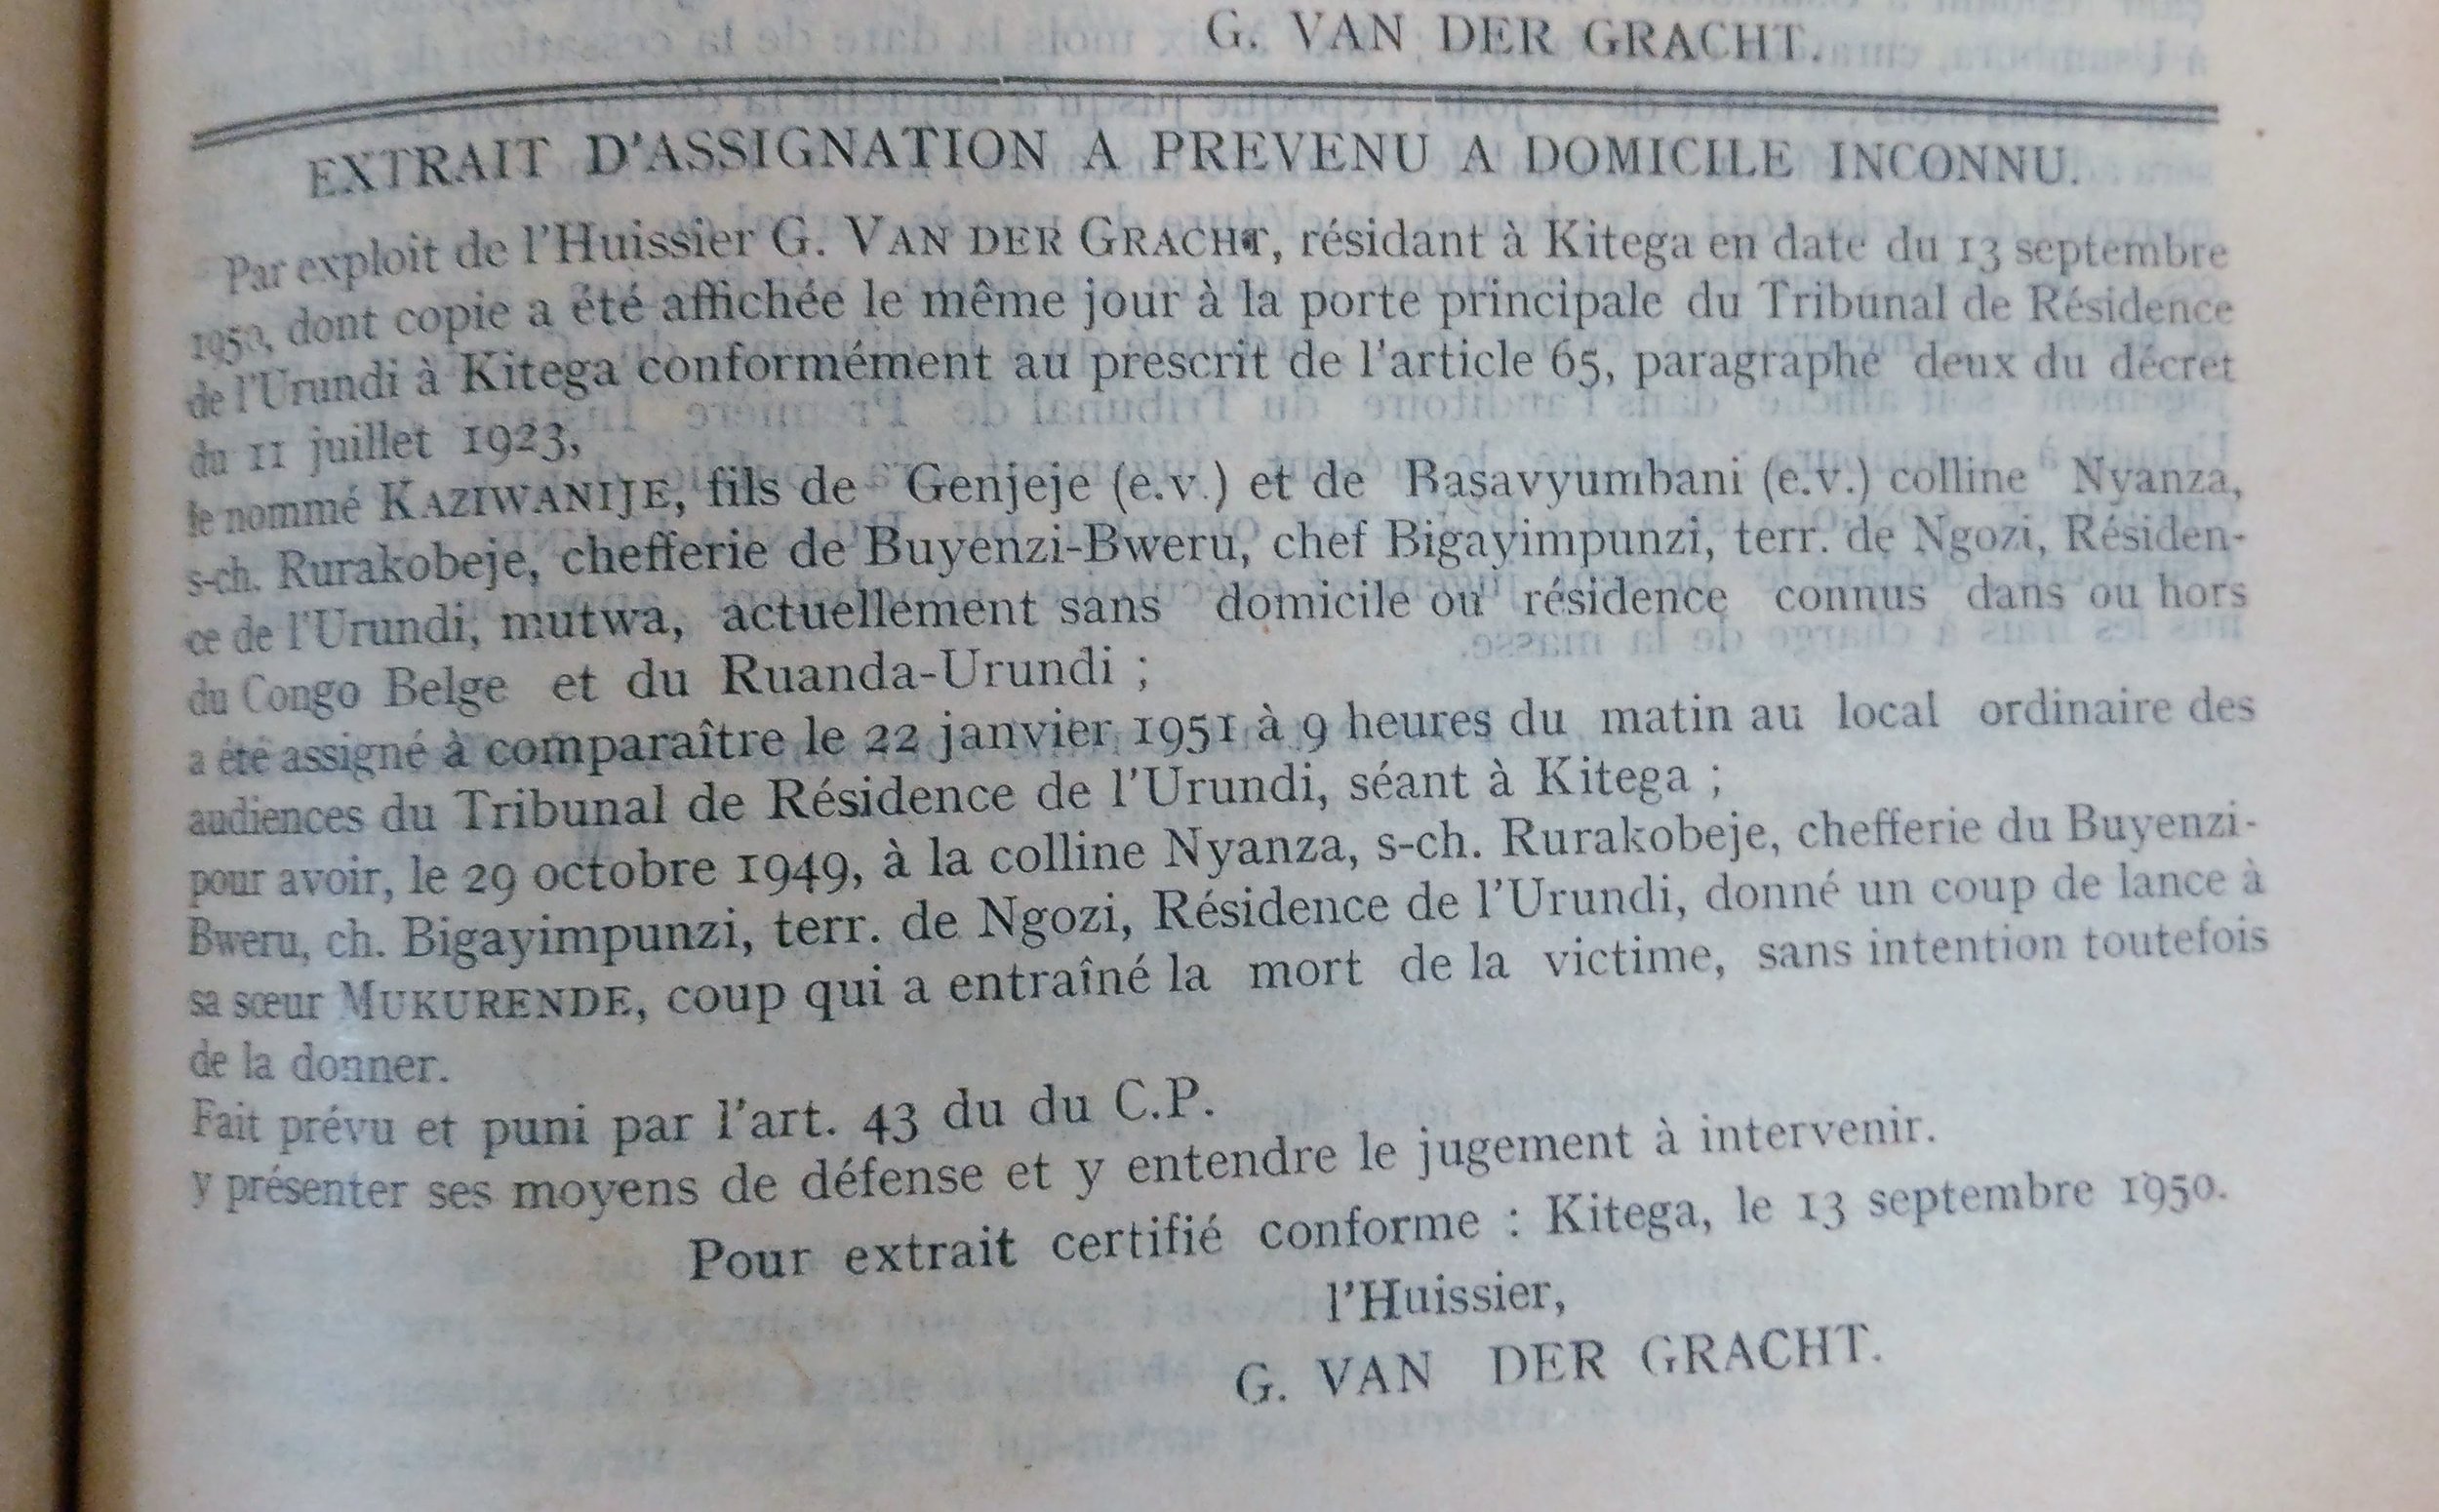 G. VAN DER GRACHT.
EXTRAIT D'ASSIGNATION A PREVENU A DOMICILE INCONNU.
Par exploit de l'Huissier G. VAN DER GRACHT, résidant à Kitega en date du 13 septembre
1950, dont copie a été affichée le même jour à la porte principale du Tribunal de Résidence
de l'Urundi à Kitega conformément au prescrit de l'article 65, paragraphe deux du décret
du 11 juillet 1923,
le nommé KAZIWANIJE, fils de Genjeje (e.v.) et de Basavyumbani (e.v.) colline Nyanza,
s-ch. Rurakobeje, chefferie de Buyenzi-Bweru, chef Bigayimpunzi, terr. de Ngozi, Résiden-
ce de l'Urundi, mutwa, actuellement sans domicile ou résidence connus dans ou hors
du Congo Belge et du Ruanda-Urundi ;
a été assigné à comparaître le 22 janvier 1951 à 9 heures du matin au local ordinaire des
audiences du Tribunal de Résidence de l'Urundi, séant à Kitega ;
pour avoir, le 29 octobre 1949, à la colline Nyanza, s-ch. Rurakobeje, chefferie du Buyenzi-
Bweru, ch. Bigayimpunzi, terr. de Ngozi, Résidence de l'Urundi, donné un coup de lance à
sa sœur MUKURENDE, coup qui a entraîné la mort de la victime, sans intention toutefois
de la donner.
Fait prévu et puni par l'art. 43 du du C.P.
y présenter ses moyens de défense et y entendre le jugement à intervenir.
Pour extrait certifié conforme : Kitega, le 13 septembre 1950.
l'Huissier,
G. VAN DER GRACHT.